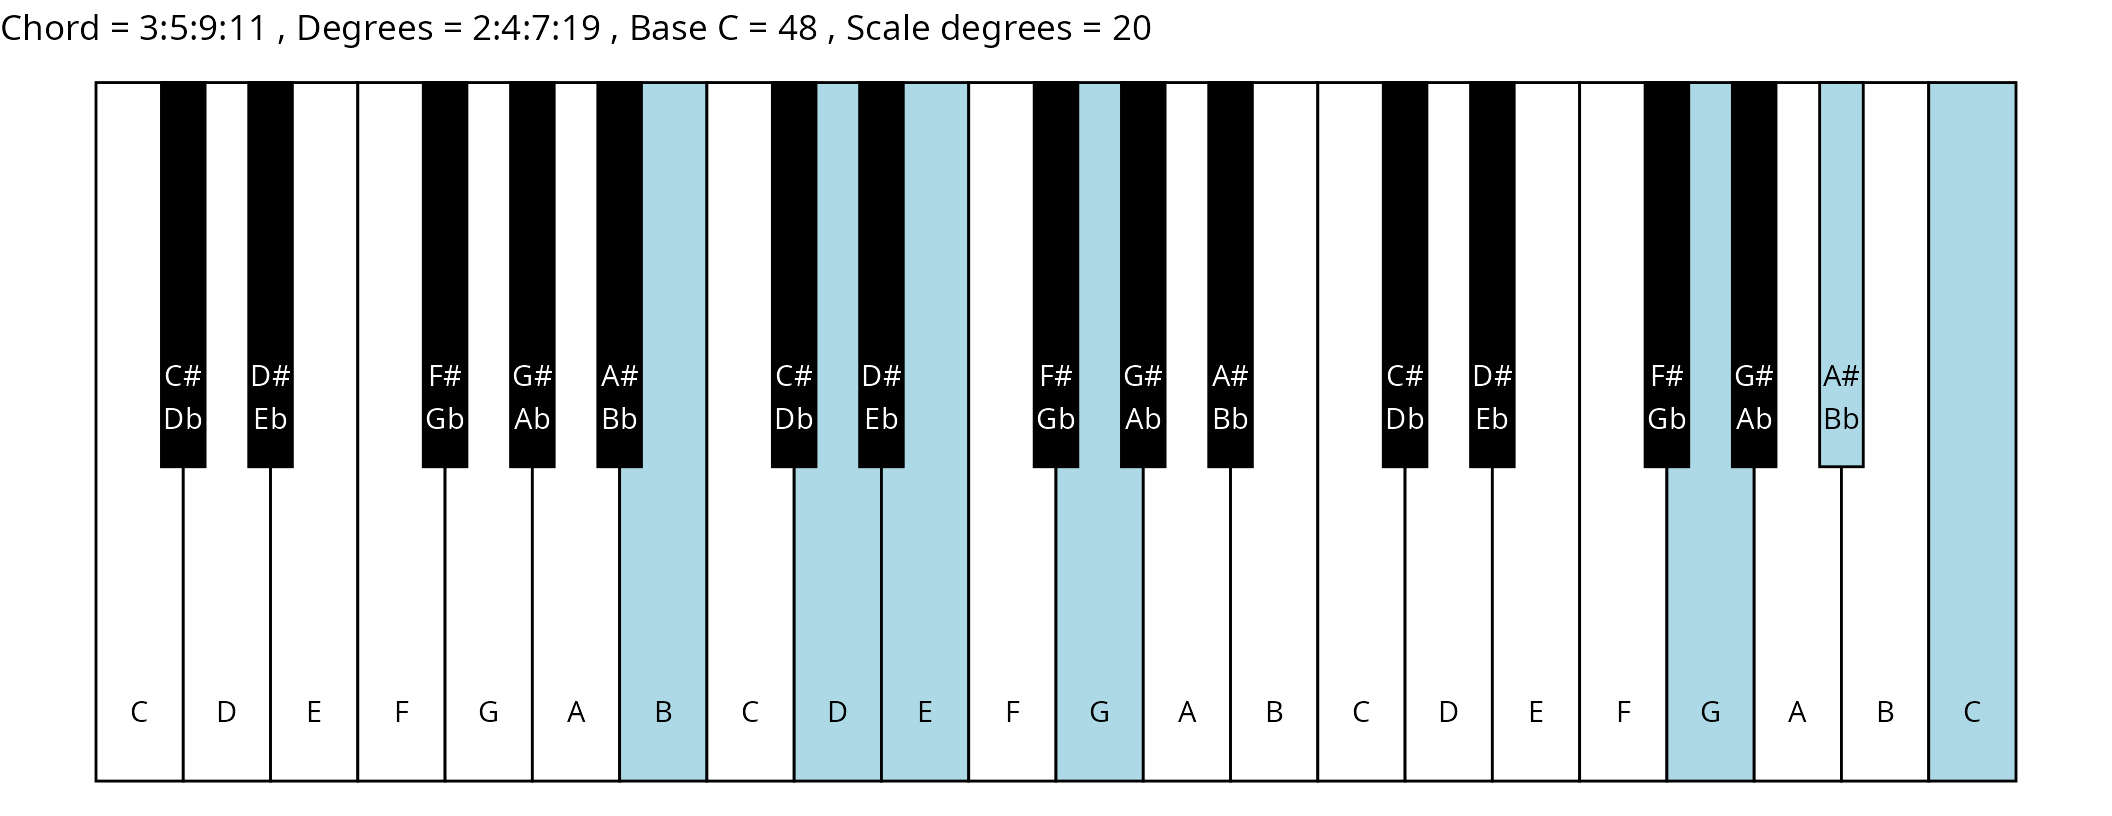 Chord = 3:5:9:11 , Degrees = 2:4:7:19 , Base C = 48 , Scale degrees = 20
C# D# F# G# A# C# D# F# G# A# C# D# F# G# A#
Db Eb Gb Ab Bb Db Eb Gb Ab Bb Db Eb Gb Ab Bb
C D E F G A B C D E F G A B C D E F G A B C